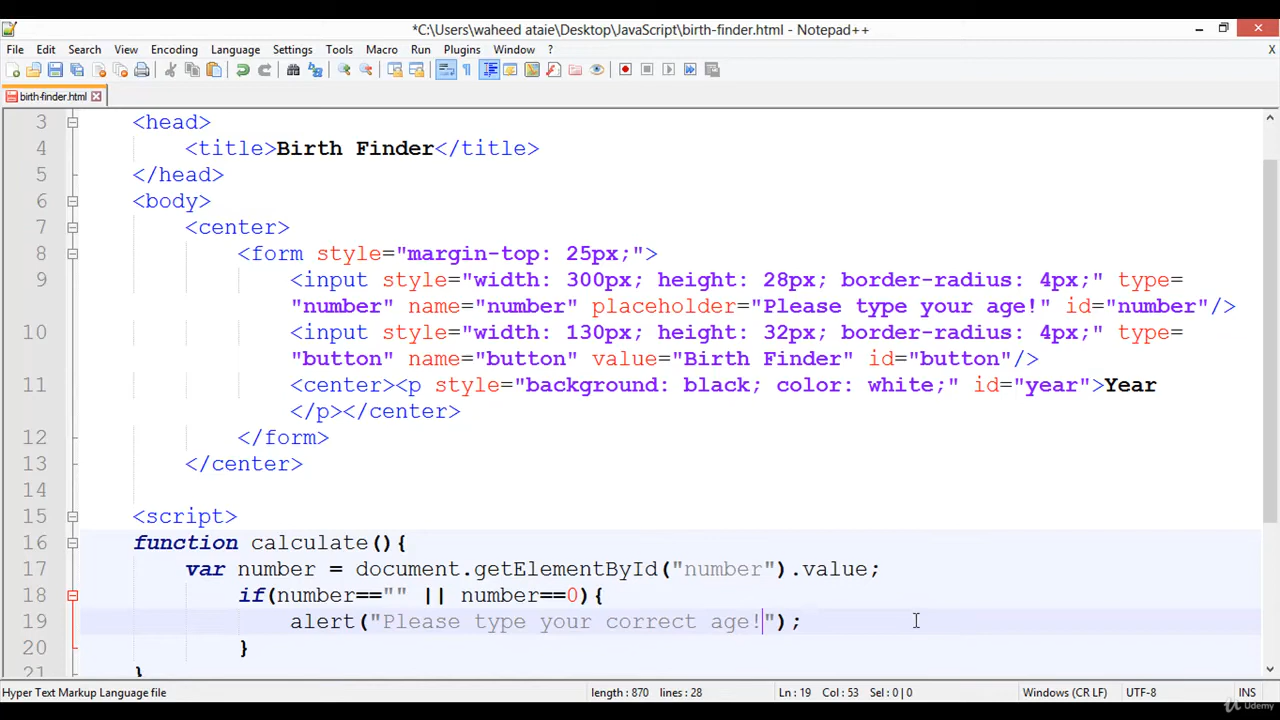 *C:\Users\waheed ataie\Desktop\JavaScript\birth-finder.html - Notepad++
File Edit Search View Encoding Language Settings Tools Macro Run Plugins Window ? X
birth-finder.html
3 <head>
4 <title>Birth Finder</title>
5 </head>
6 <body>
7 <center>
8 <form style="margin-top: 25px;">
9 <input style="width: 300px; height: 28px; border-radius: 4px;" type=
"number" name="number" placeholder="Please type your age!" id="number"/>
10 <input style="width: 130px; height: 32px; border-radius: 4px;" type=
"button" name="button" value="Birth Finder" id="button"/>
11 <center><p style="background: black; color: white;" id="year">Year
</p></center>
12 </form>
13 </center>
14
15 <script>
16 function calculate(){
17 var number = document.getElementById("number").value;
18 if(number=="" || number==0){
19 alert("Please type your correct age!");
20 }
21 }
Hyper Text Markup Language file length : 870 lines : 28 Ln : 19 Col : 53 Sel : 0 | 0 Windows (CR LF) UTF-8 INS
Udemy